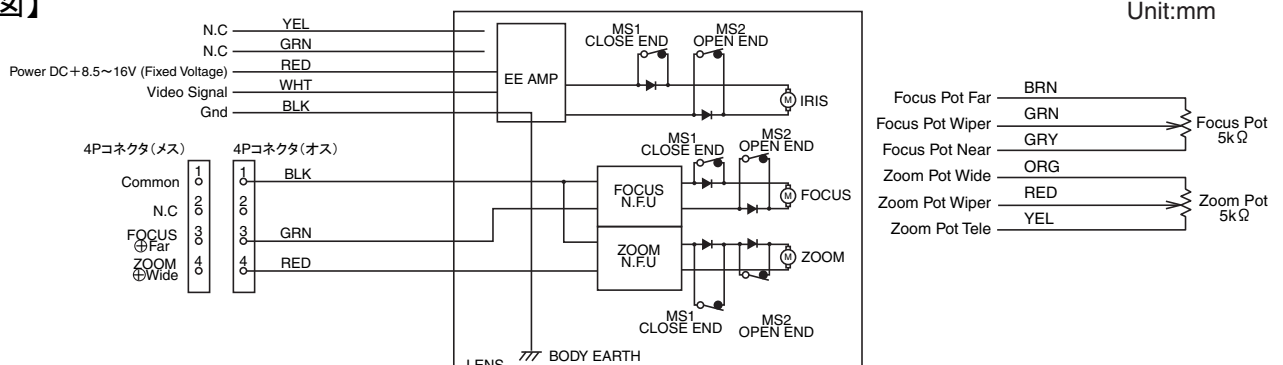 図】
Unit:mm
N.C YEL
N.C GRN
Power DC+8.5～16V (Fixed Voltage) RED
Video Signal WHT
Gnd BLK
EE AMP
MS1
CLOSE END
MS2
OPEN END
M IRIS
4Pコネクタ(メス)
4Pコネクタ(オス)
Common 1
N.C 2
FOCUS
⊕Far 3
ZOOM
⊕Wide 4
1 BLK
2
3 GRN
4 RED
FOCUS
N.F.U
MS1
CLOSE END
MS2
OPEN END
M FOCUS
ZOOM
N.F.U
M ZOOM
MS1
CLOSE END
MS2
OPEN END
BODY EARTH
LENS
Focus Pot Far BRN
Focus Pot Wiper GRN
Focus Pot Near GRY
Focus Pot
5kΩ
Zoom Pot Wide ORG
Zoom Pot Wiper RED
Zoom Pot Tele YEL
Zoom Pot
5kΩ